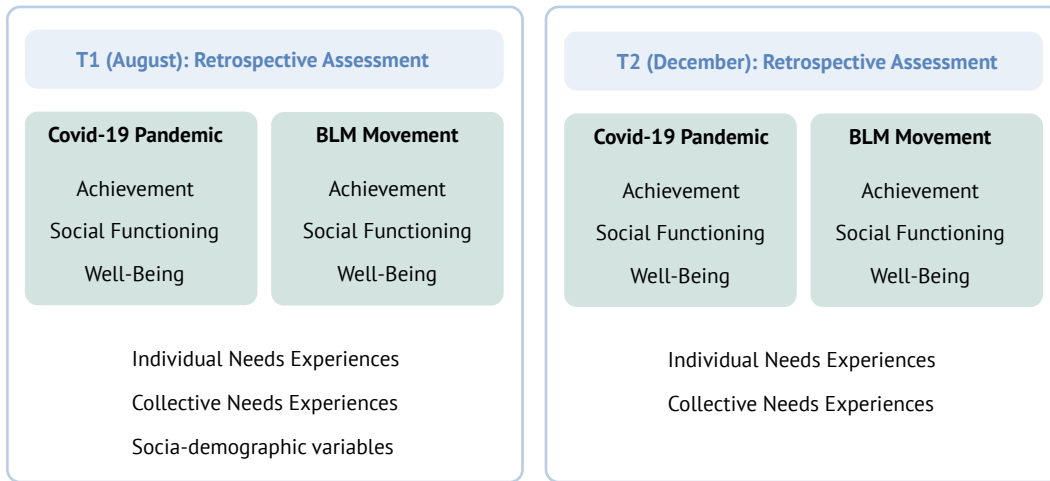 T1 (August): Retrospective Assessment
Covid-19 Pandemic
Achievement
Social Functioning
Well-Being
BLM Movement
Achievement
Social Functioning
Well-Being
Individual Needs Experiences
Collective Needs Experiences
Socia-demographic variables
T2 (December): Retrospective Assessment
Covid-19 Pandemic
Achievement
Social Functioning
Well-Being
BLM Movement
Achievement
Social Functioning
Well-Being
Individual Needs Experiences
Collective Needs Experiences